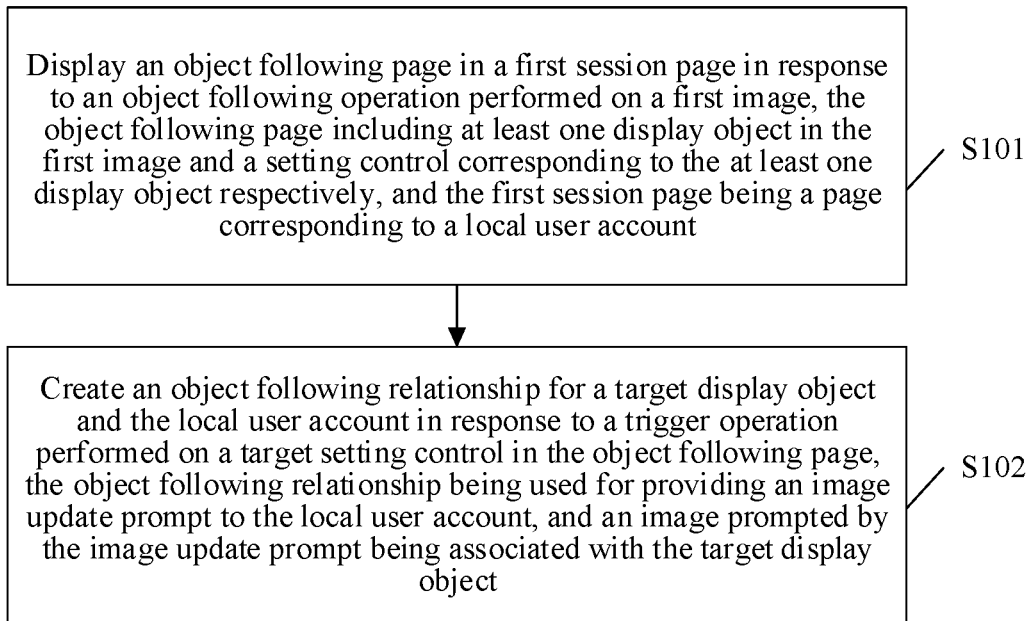 Display an object following page in a first session page in response
to an object following operation performed on a first image, the
object following page including at least one display object in the
first image and a setting control corresponding to the at least one
display object respectively, and the first session page being a page
corresponding to a local user account
S101
Create an object following relationship for a target display object
and the local user account in response to a trigger operation
performed on a target setting control in the object following page,
the object following relationship being used for providing an image
update prompt to the local user account, and an image prompted by
the image update prompt being associated with the target display
object
S102